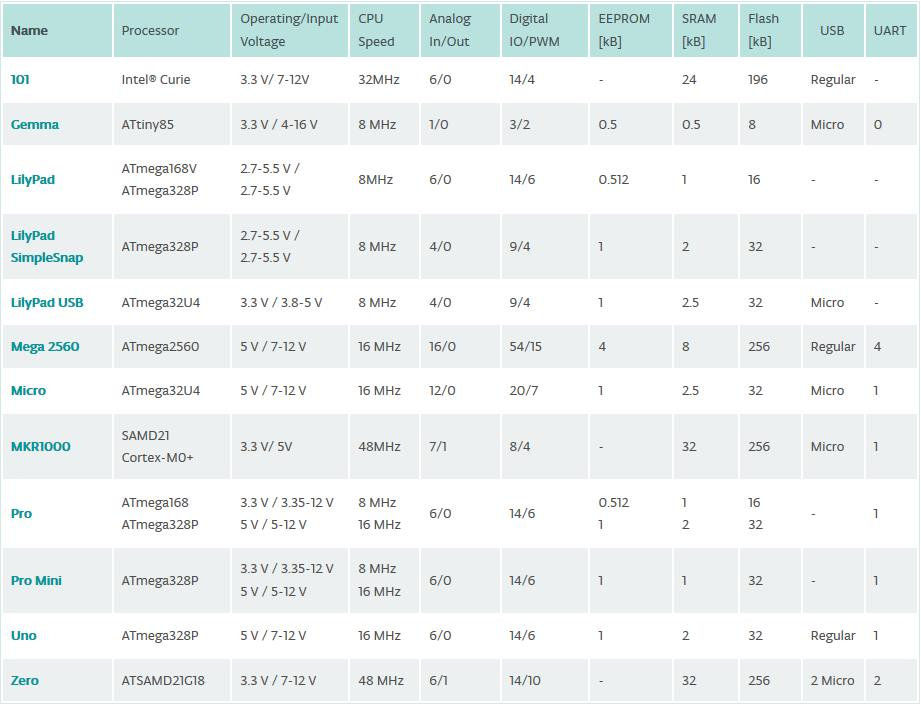 Name Processor Operating/Input Voltage CPU Speed Analog In/Out Digital IO/PWM EEPROM [kB] SRAM [kB] Flash [kB] USB UART
101 Intel® Curie 3.3 V/ 7-12V 32MHz 6/0 14/4 - 24 196 Regular -
Gemma ATtiny85 3.3 V / 4-16 V 8 MHz 1/0 3/2 0.5 0.5 8 Micro 0
LilyPad ATmega168V ATmega328P 2.7-5.5 V / 2.7-5.5 V 8MHz 6/0 14/6 0.512 1 16 - -
LilyPad SimpleSnap ATmega328P 2.7-5.5 V / 2.7-5.5 V 8 MHz 4/0 9/4 1 2 32 - -
LilyPad USB ATmega32U4 3.3 V / 3.8-5 V 8 MHz 4/0 9/4 1 2.5 32 Micro -
Mega 2560 ATmega2560 5 V / 7-12 V 16 MHz 16/0 54/15 4 8 256 Regular 4
Micro ATmega32U4 5 V / 7-12 V 16 MHz 12/0 20/7 1 2.5 32 Micro 1
MKR1000 SAMD21 Cortex-M0+ 3.3 V/ 5V 48MHz 7/1 8/4 - 32 256 Micro 1
Pro ATmega168 ATmega328P 3.3 V / 3.35-12 V 5 V / 5-12 V 8 MHz 16 MHz 6/0 14/6 0.512 1 1 2 16 32 - 1
Pro Mini ATmega328P 3.3 V / 3.35-12 V 5 V / 5-12 V 8 MHz 16 MHz 6/0 14/6 1 1 32 - 1
Uno ATmega328P 5 V / 7-12 V 16 MHz 6/0 14/6 1 2 32 Regular 1
Zero ATSAMD21G18 3.3 V / 7-12 V 48 MHz 6/1 14/10 - 32 256 2 Micro 2